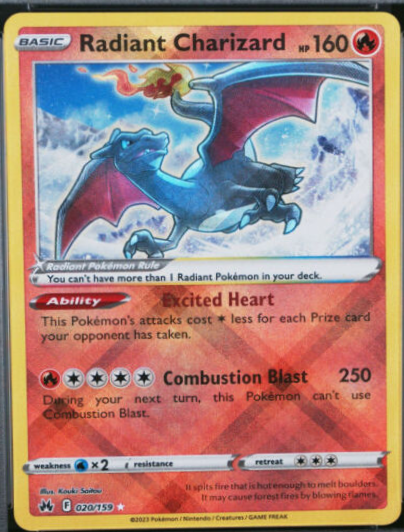 BASIC Radiant Charizard HP 160
Radiant Pokémon Rule
You can't have more than 1 Radiant Pokémon in your deck.
Ability Excited Heart
This Pokémon's attacks cost less for each Prize card
your opponent has taken.
Combustion Blast 250
During your next turn, this Pokémon can't use
Combustion Blast.
weakness ×2 resistance retreat
Illus. Kouki Saitou
It spits fire that is hot enough to melt boulders.
It may cause forest fires by blowing flames.
F 020/159
©2023 Pokémon / Nintendo / Creatures / GAME FREAK